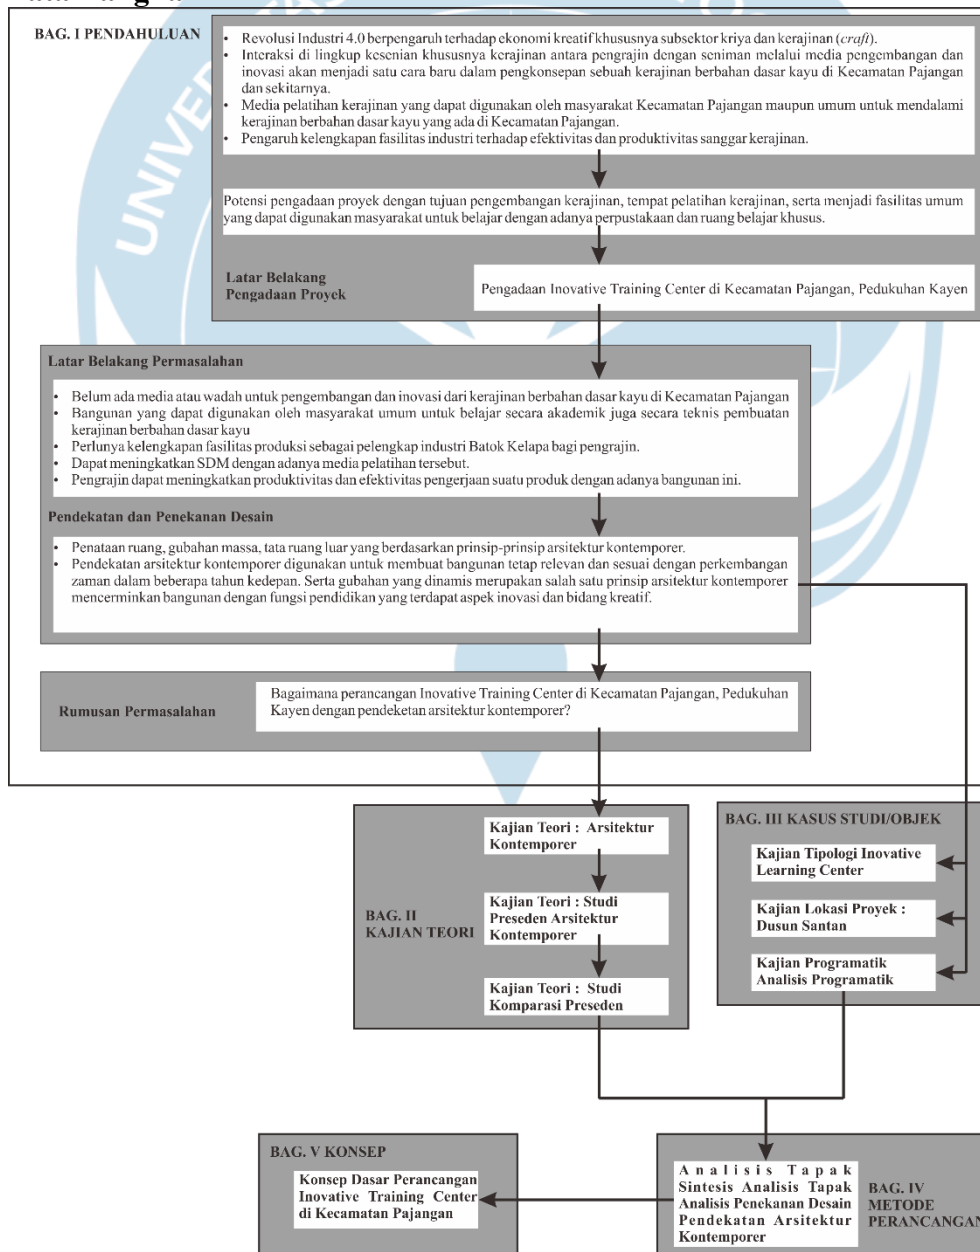 BAG. I PENDAHULUAN
• Revolusi Industri 4.0 berpengaruh terhadap ekonomi kreatif khususnya subsektor kriya dan kerajinan (craft).
• Interaksi di lingkup kesenian khususnya kerajinan antara pengrajin dengan seniman melalui media pengembangan dan
inovasi akan menjadi satu cara baru dalam pengkonsepan sebuah kerajinan berbahan dasar kayu di Kecamatan Pajangan
dan sekitarnya.
• Media pelatihan kerajinan yang dapat digunakan oleh masyarakat Kecamatan Pajangan maupun umum untuk mendalami
kerajinan berbahan dasar kayu yang ada di Kecamatan Pajangan.
• Pengaruh kelengkapan fasilitas industri terhadap efektivitas dan produktivitas sanggar kerajinan.
Potensi pengadaan proyek dengan tujuan pengembangan kerajinan, tempat pelatihan kerajinan, serta menjadi fasilitas umum
yang dapat digunakan masyarakat untuk belajar dengan adanya perpustakaan dan ruang belajar khusus.
Latar Belakang
Pengadaan Proyek
Pengadaan Inovative Training Center di Kecamatan Pajangan, Pedukuhan Kayen
Latar Belakang Permasalahan
• Belum ada media atau wadah untuk pengembangan dan inovasi dari kerajinan berbahan dasar kayu di Kecamatan Pajangan
• Bangunan yang dapat digunakan oleh masyarakat umum untuk belajar secara akademik juga secara teknis pembuatan
kerajinan berbahan dasar kayu
• Perlunya kelengkapan fasilitas produksi sebagai pelengkap industri Batok Kelapa bagi pengrajin.
• Dapat meningkatkan SDM dengan adanya media pelatihan tersebut.
• Pengrajin dapat meningkatkan produktivitas dan efektivitas pengerjaan suatu produk dengan adanya bangunan ini.
Pendekatan dan Penekanan Desain
• Penataan ruang, gubahan massa, tata ruang luar yang berdasarkan prinsip-prinsip arsitektur kontemporer.
• Pendekatan arsitektur kontemporer digunakan untuk membuat bangunan tetap relevan dan sesuai dengan perkembangan
zaman dalam beberapa tahun kedepan. Serta gubahan yang dinamis merupakan salah satu prinsip arsitektur kontemporer
mencerminkan bangunan dengan fungsi pendidikan yang terdapat aspek inovasi dan bidang kreatif.
Rumusan Permasalahan
Bagaimana perancangan Inovative Training Center di Kecamatan Pajangan, Pedukuhan
Kayen dengan pendeketan arsitektur kontemporer?
BAG. II
KAJIAN TEORI
Kajian Teori : Arsitektur
Kontemporer
Kajian Teori : Studi
Preseden Arsitektur
Kontemporer
Kajian Teori : Studi
Komparasi Preseden
BAG. III KASUS STUDI/OBJEK
Kajian Tipologi Inovative
Learning Center
Kajian Lokasi Proyek :
Dusun Santan
Kajian Programatik
Analisis Programatik
BAG. V KONSEP
Konsep Dasar Perancangan
Inovative Training Center
di Kecamatan Pajangan
Analisis Tapak
Sintesis Analisis Tapak
Analisis Penekanan Desain
Pendekatan Arsitektur
Kontemporer
BAG. IV
METODE
PERANCANGAN